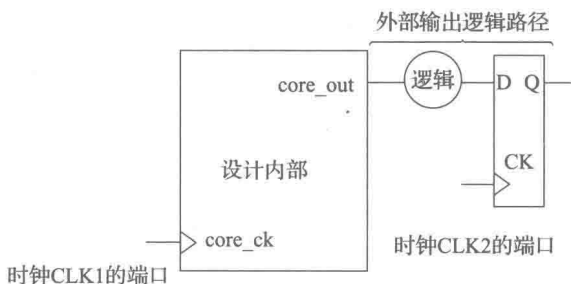 外部输出逻辑路径
core_out
逻辑
D Q
设计内部
CK
core_ck
时钟CLK2的端口
时钟CLK1的端口